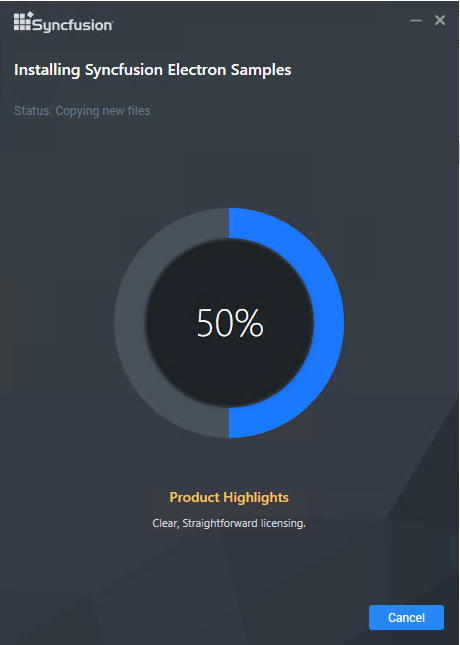 Syncfusion
Installing Syncfusion Electron Samples
Status: Copying new files
50%
Product Highlights
Clear, Straightforward licensing.
Cancel